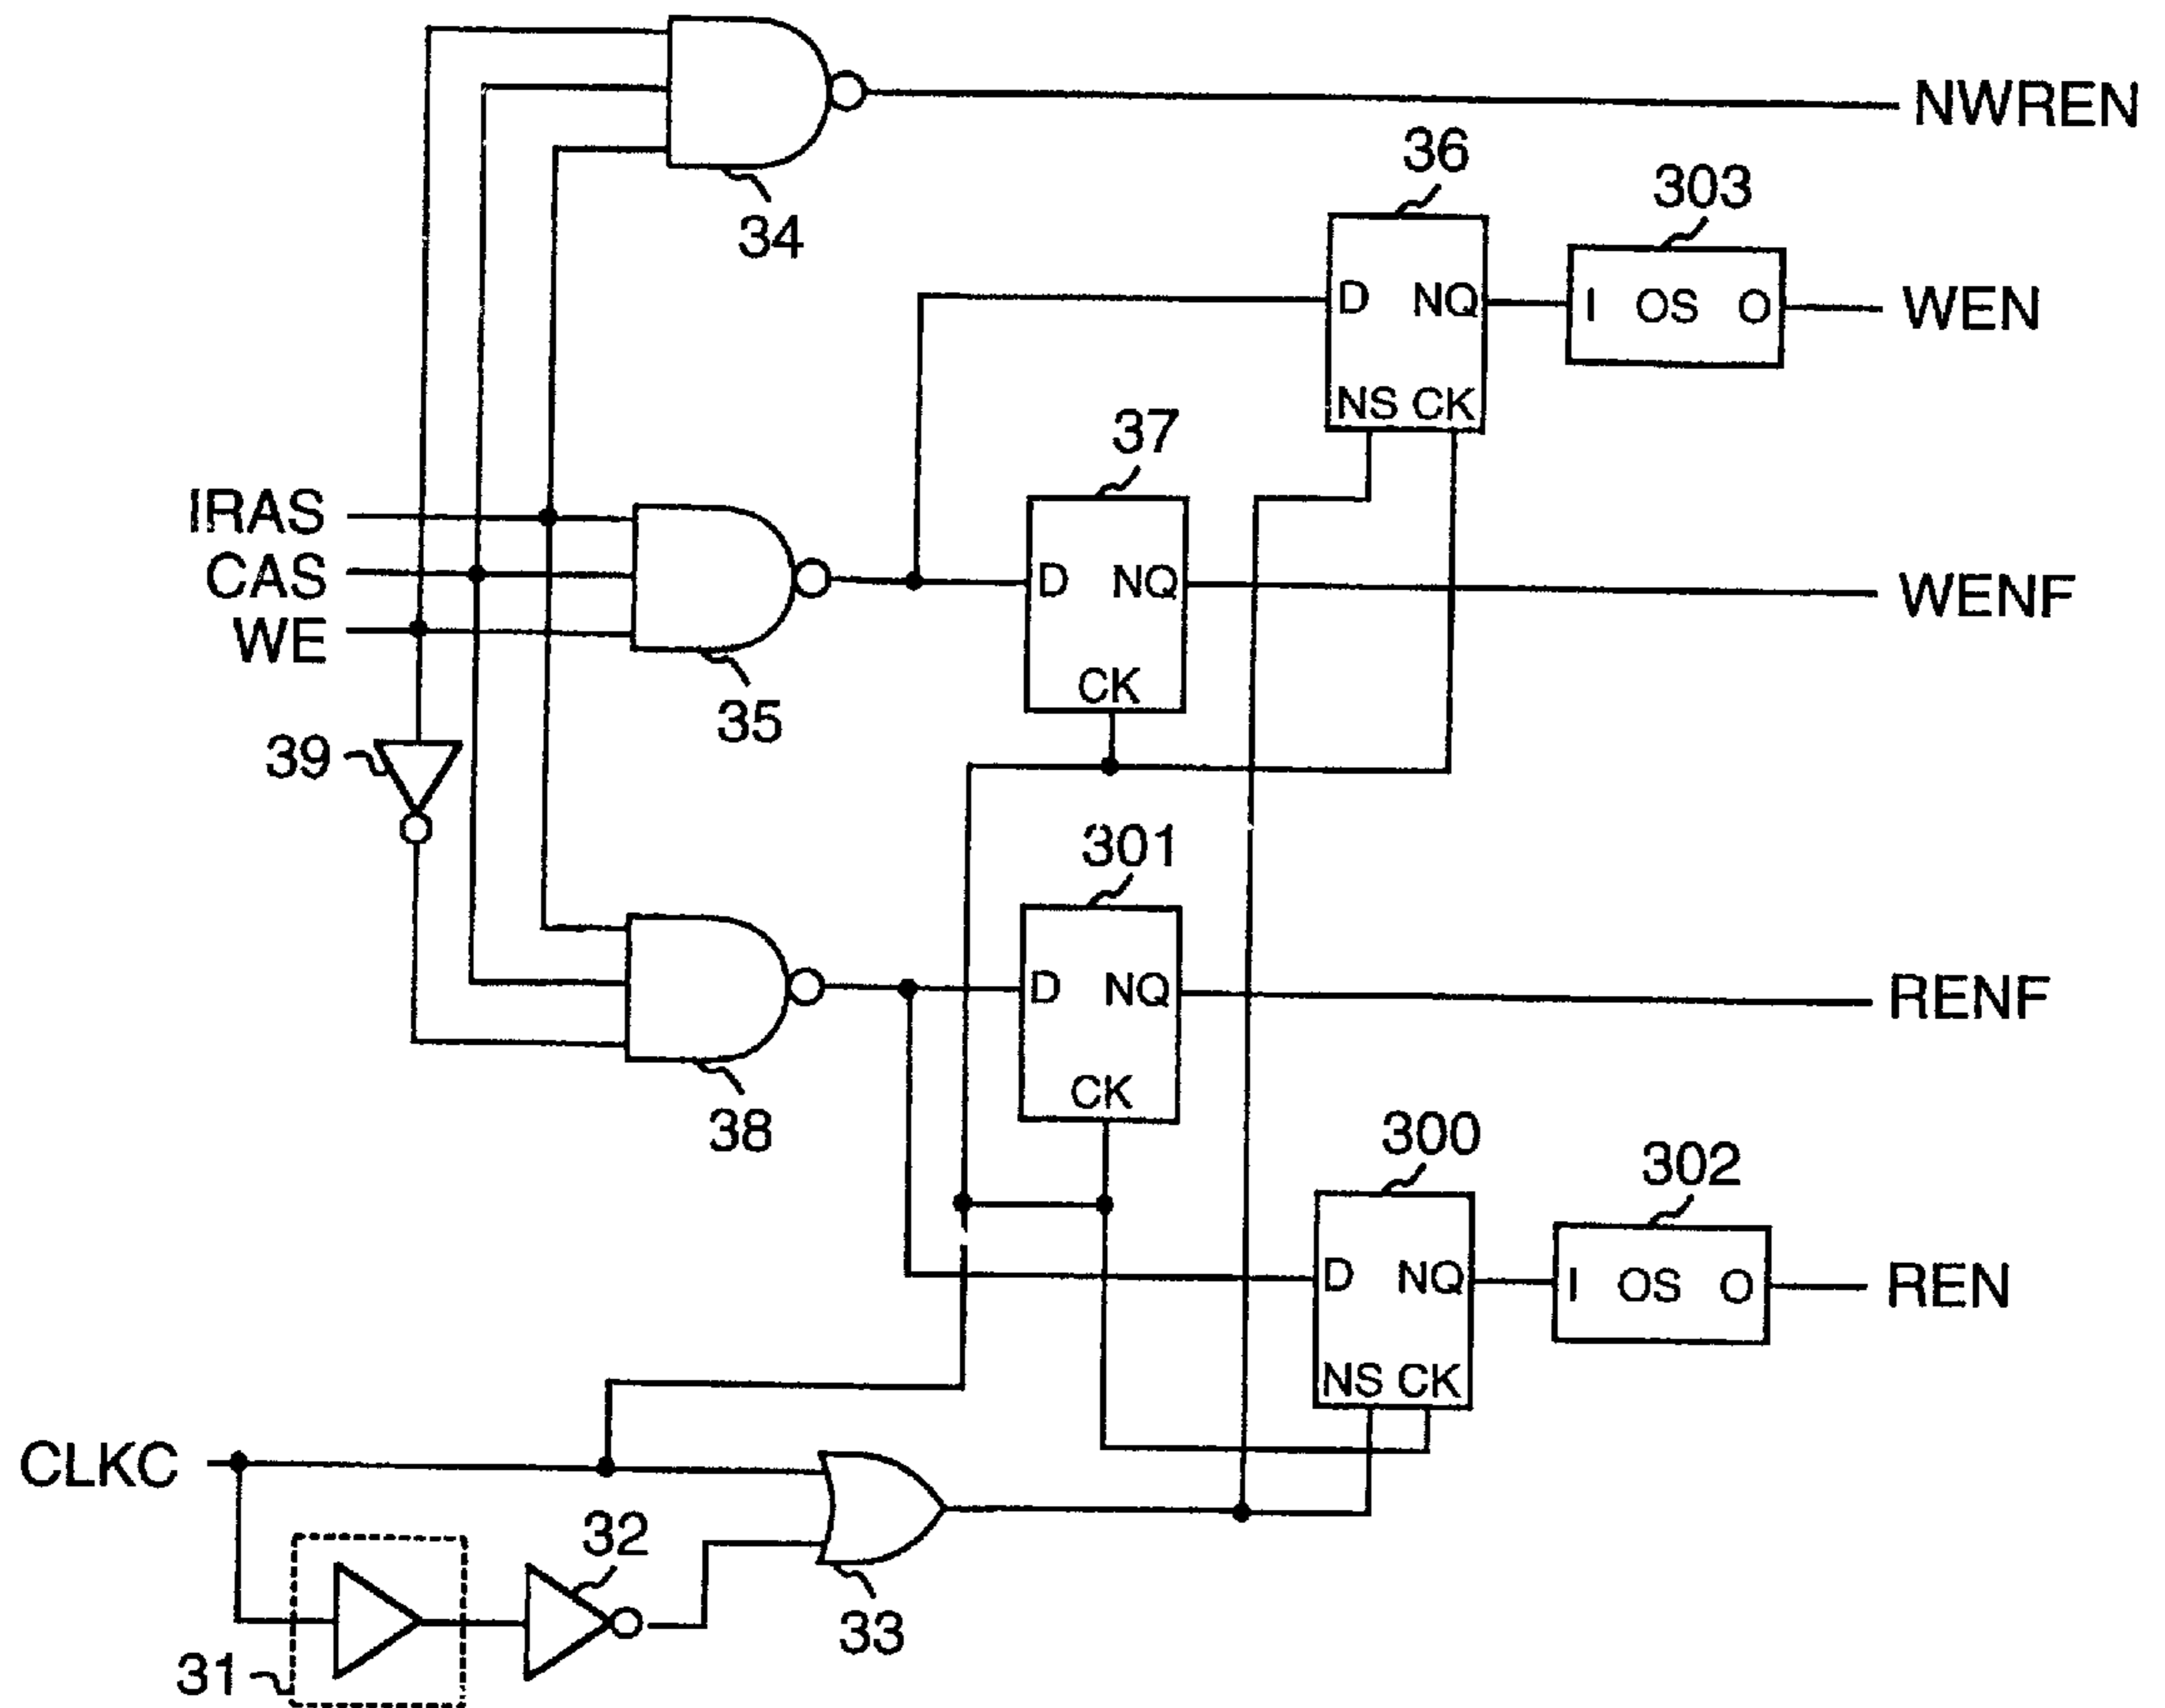 NWREN
34
36
303
D NQ
I OS O
WEN
NS CK
37
IRAS
CAS
WE
D NQ
WENF
CK
35
39
301
D NQ
RENF
CK
38
300
302
D NQ
I OS O
REN
NS CK
CLKC
32
33
31